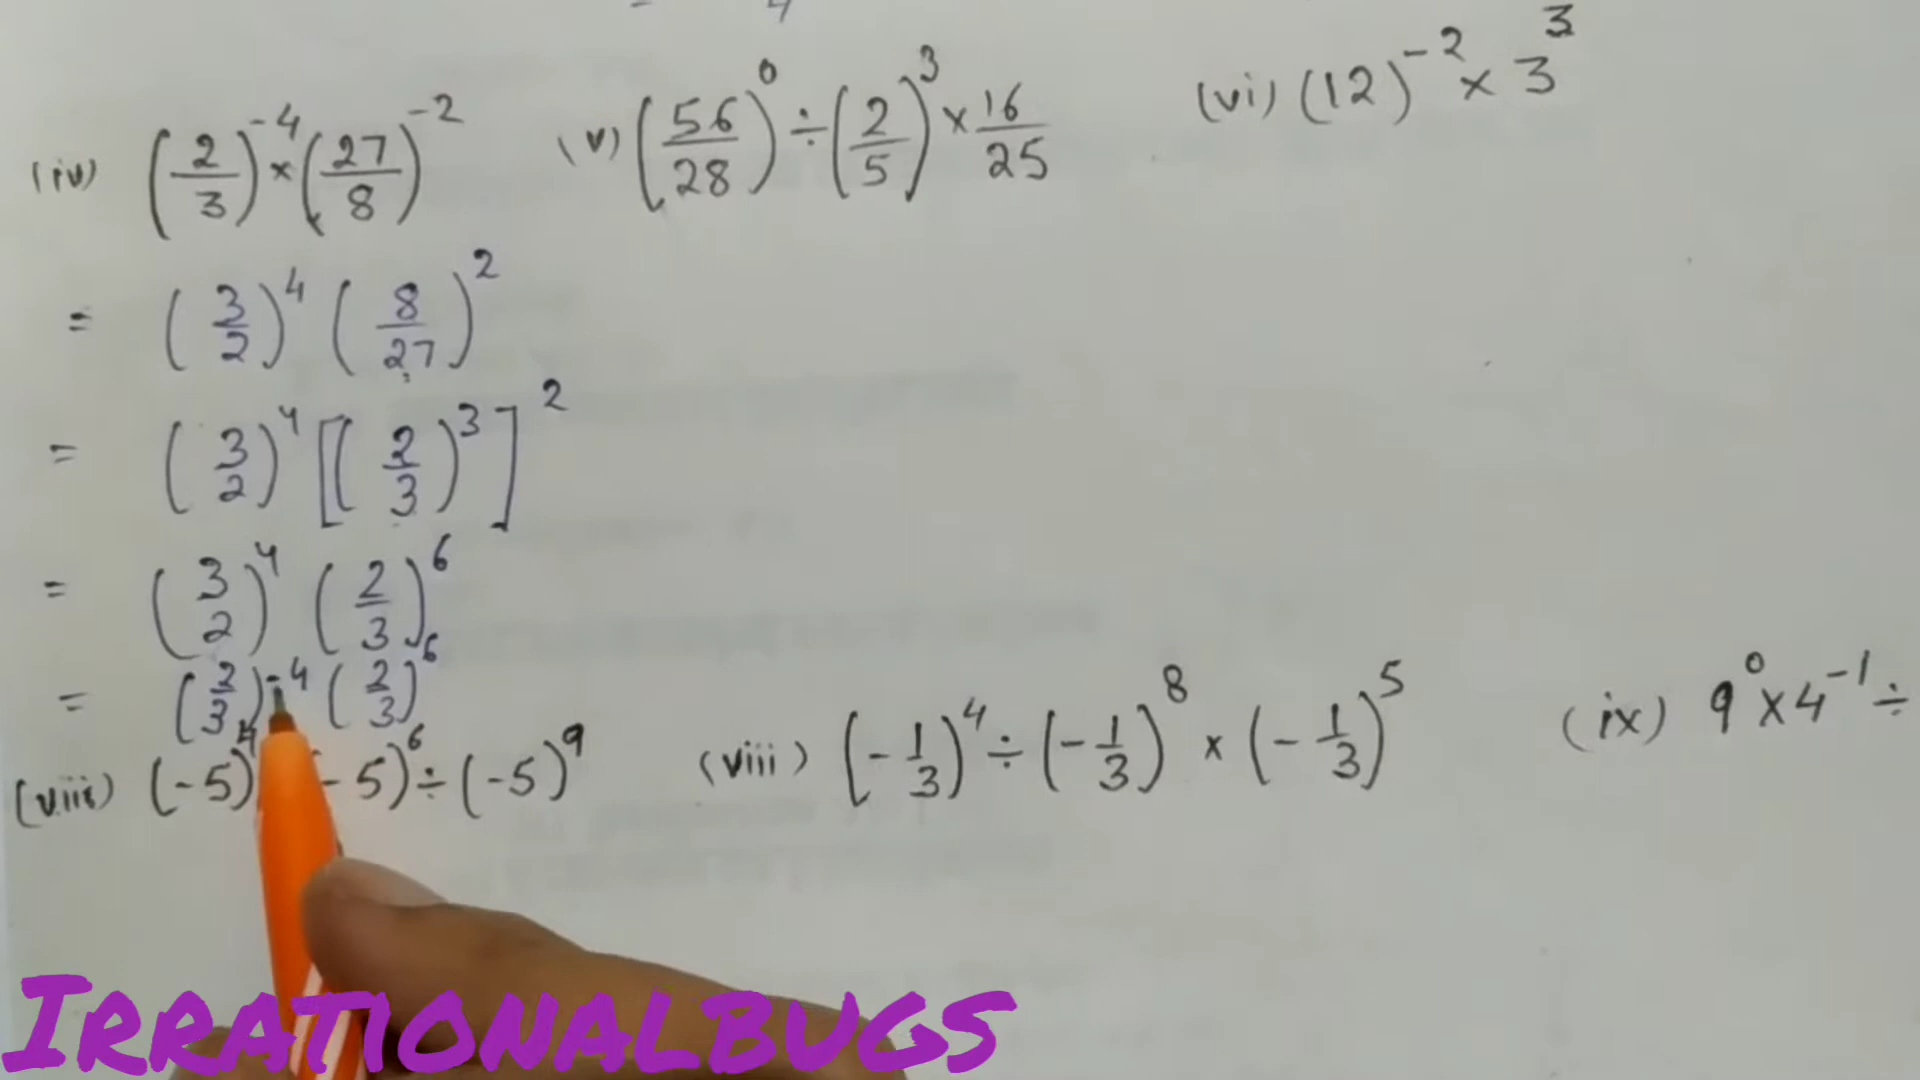 (iv) (2/3)^-4 × (27/8)^-2
= (3/2)^4 (8/27)^2
= (3/2)^4 [(2/3)^3]^2
= (3/2)^4 (2/3)^6
= (2/3)^-4 (2/3)^6
(v) (56/28)^0 ÷ (2/5)^3 × 16/25
(vi) (12)^-2 × 3^3
(viii) (-5)^4 (-5)^6 ÷ (-5)^9
(viii) (-1/3)^4 ÷ (-1/3)^8 × (-1/3)^5
(ix) 9^0 × 4^-1 ÷
IRRATIONALBUGS